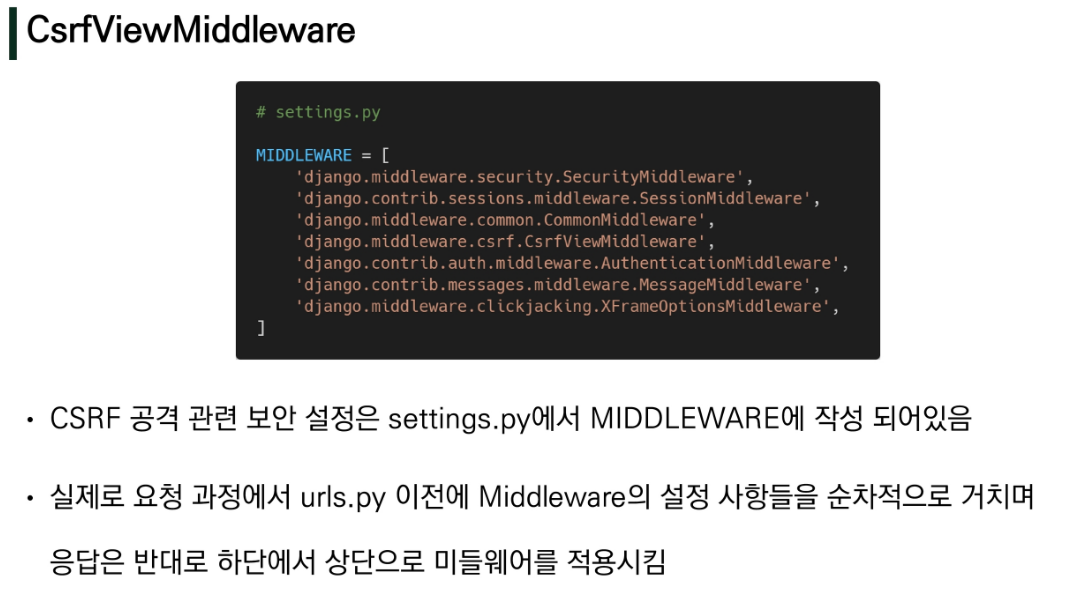 CsrfViewMiddleware
# settings.py
MIDDLEWARE = [
'django.middleware.security.SecurityMiddleware',
'django.contrib.sessions.middleware.SessionMiddleware',
'django.middleware.common.CommonMiddleware',
'django.middleware.csrf.CsrfViewMiddleware',
'django.contrib.auth.middleware.AuthenticationMiddleware',
'django.contrib.messages.middleware.MessageMiddleware',
'django.middleware.clickjacking.XFrameOptionsMiddleware',
]
• CSRF 공격 관련 보안 설정은 settings.py에서 MIDDLEWARE에 작성 되어있음
• 실제로 요청 과정에서 urls.py 이전에 Middleware의 설정 사항들을 순차적으로 거치며
응답은 반대로 하단에서 상단으로 미들웨어를 적용시킴